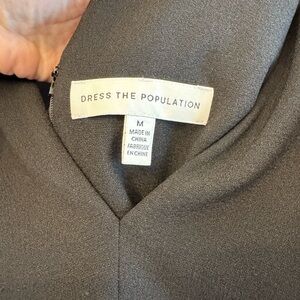 DRESS THE POPULATION
M
MADE IN
CHINA
FABRIQUÉ
EN CHINE